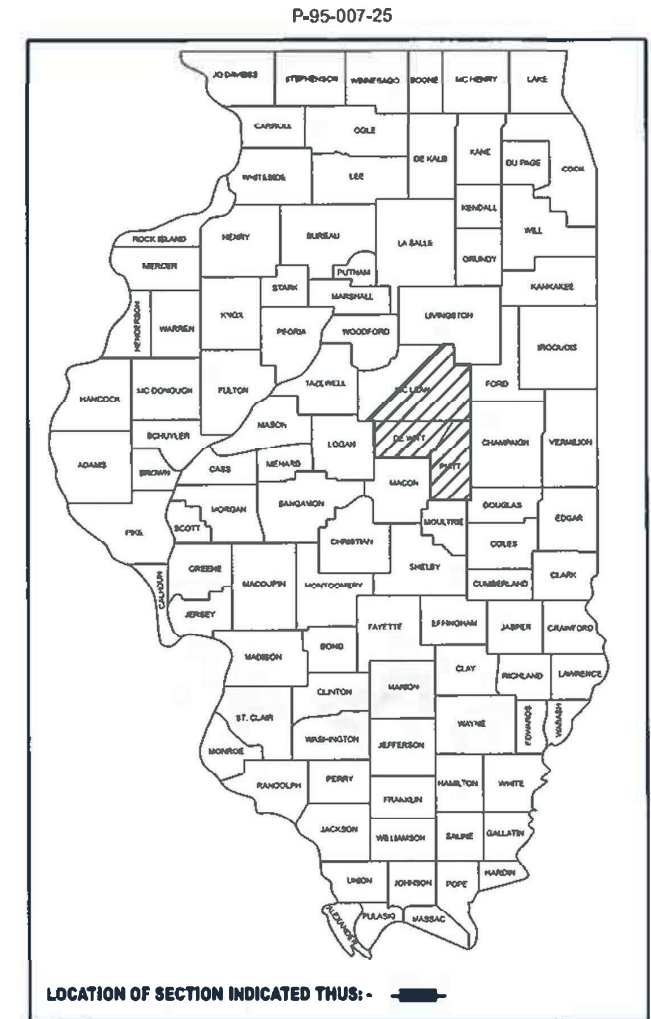 P-95-007-25
JO DAVIESS STEPHENSON WINNEBAGO BOONE MC HENRY LAKE
CARROLL OGLE
DE KALB KANE DU PAGE COOK
WHITESIDE LEE
KENDALL
ROCK ISLAND HENRY BUREAU LA SALLE WILL
MERCER PUTNAM GRUNDY
STARK MARSHALL KANKAKEE
HENDERSON WARREN KNOX PEORIA WOODFORD LIVINGSTON
IROQUOIS
HANCOCK MC DONOUGH FULTON TAZEWELL MC LEAN FORD
SCHUYLER MASON LOGAN DE WITT CHAMPAIGN VERMILION
ADAMS BROWN CASS MENARD MACON PIATT
MORGAN SANGAMON DOUGLAS
PIKE SCOTT CHRISTIAN MOULTRIE COLES EDGAR
CALHOUN GREENE MACOUPIN MONTGOMERY SHELBY CUMBERLAND CLARK
JERSEY FAYETTE EFFINGHAM JASPER CRAWFORD
MADISON BOND CLAY RICHLAND LAWRENCE
CLINTON MARION
ST. CLAIR WAYNE EDWARDS WABASH
MONROE WASHINGTON JEFFERSON
RANDOLPH PERRY FRANKLIN HAMILTON WHITE
JACKSON WILLIAMSON SALINE GALLATIN
UNION JOHNSON POPE HARDIN
ALEXANDER PULASKI MASSAC
LOCATION OF SECTION INDICATED THUS: -